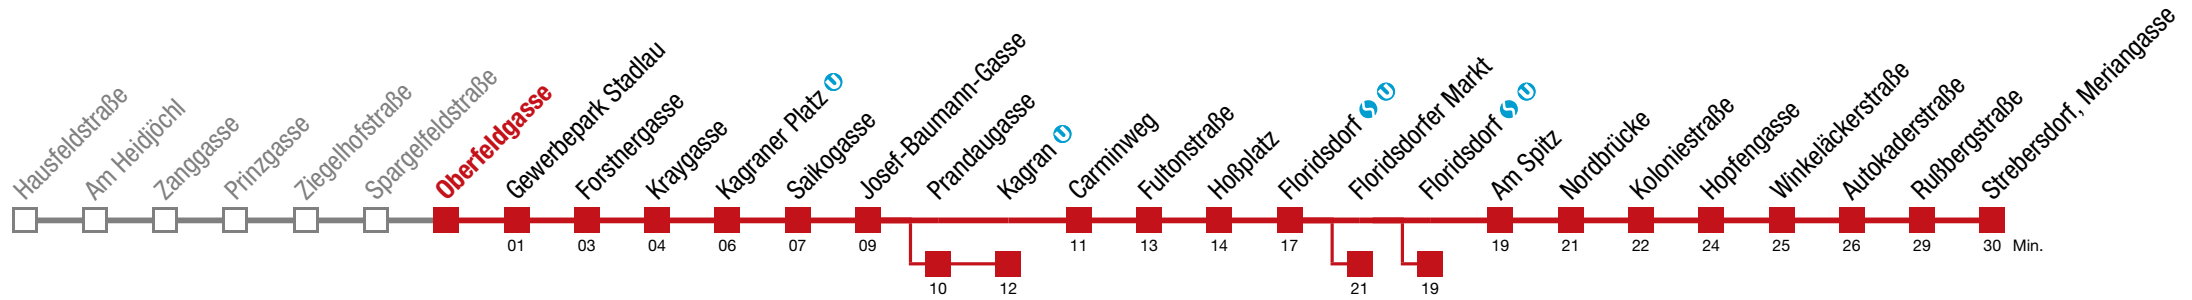 Hausfeldstraße
Am Heidjöchl
Zanggasse
Prinzgasse
Ziegelhofstraße
Spargelfeldstraße
Oberfeldgasse
Gewerbepark Stadlau
Forstnergasse
Kraygasse
Kagraner Platz U
Saikogasse
Josef-Baumann-Gasse
Prandaugasse
Kagran U
Carminweg
Fultonstraße
Hoßplatz
Floridsdorf S U
Floridsdorfer Markt
Floridsdorf S U
Am Spitz
Nordbrücke
Koloniestraße
Hopfengasse
Winkeläckerstraße
Autokaderstraße
Rußbergstraße
Strebersdorf, Meriangasse
01 03 04 06 07 09 11 13 14 17 19 21 22 24 25 26 29 30 Min.
10 12 21 19